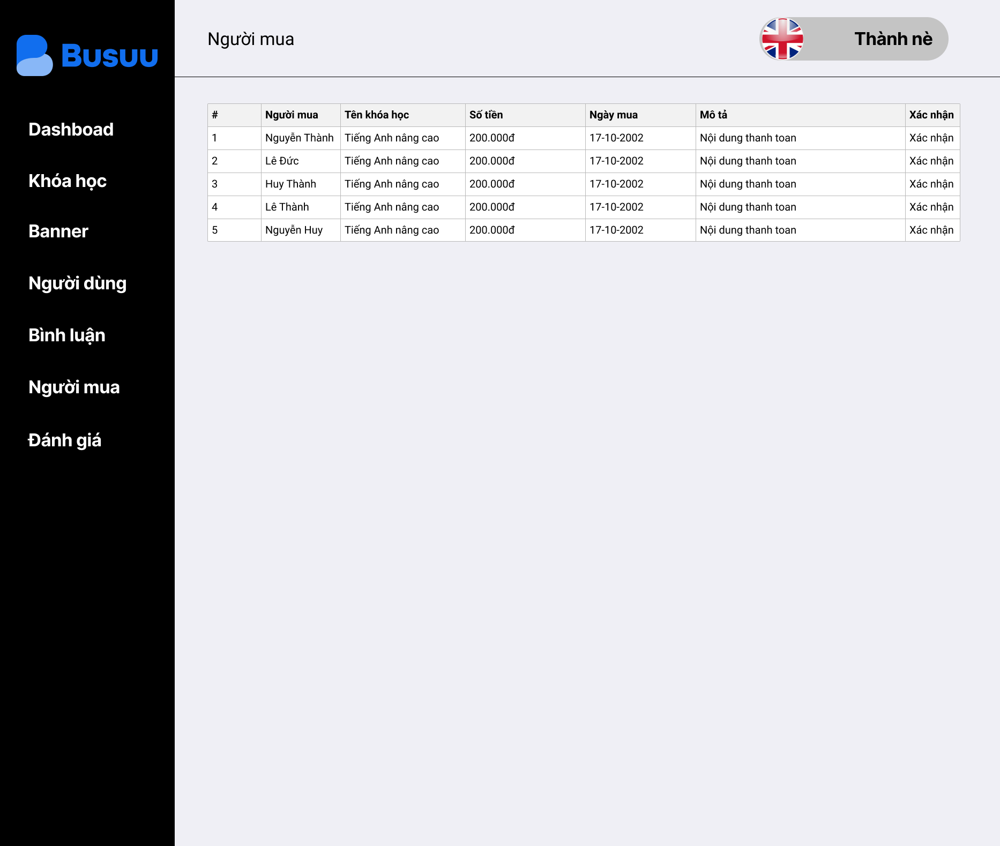 Busuu
Dashboad
Khóa học
Banner
Người dùng
Bình luận
Người mua
Đánh giá
Người mua
Thành nè
# Người mua Tên khóa học Số tiền Ngày mua Mô tả Xác nhận
1 Nguyễn Thành Tiếng Anh nâng cao 200.000đ 17-10-2002 Nội dung thanh toan Xác nhận
2 Lê Đức Tiếng Anh nâng cao 200.000đ 17-10-2002 Nội dung thanh toan Xác nhận
3 Huy Thành Tiếng Anh nâng cao 200.000đ 17-10-2002 Nội dung thanh toan Xác nhận
4 Lê Thành Tiếng Anh nâng cao 200.000đ 17-10-2002 Nội dung thanh toan Xác nhận
5 Nguyễn Huy Tiếng Anh nâng cao 200.000đ 17-10-2002 Nội dung thanh toan Xác nhận